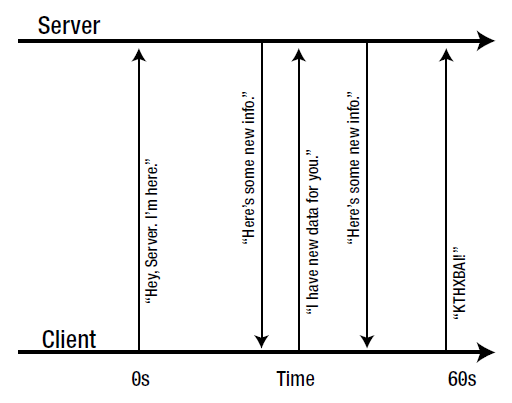 Server
“Hey, Server. I’m here.”
“Here’s some new info.”
“I have new data for you.”
“Here’s some new info.”
“KTHXBAI!”
Client
0s
Time
60s